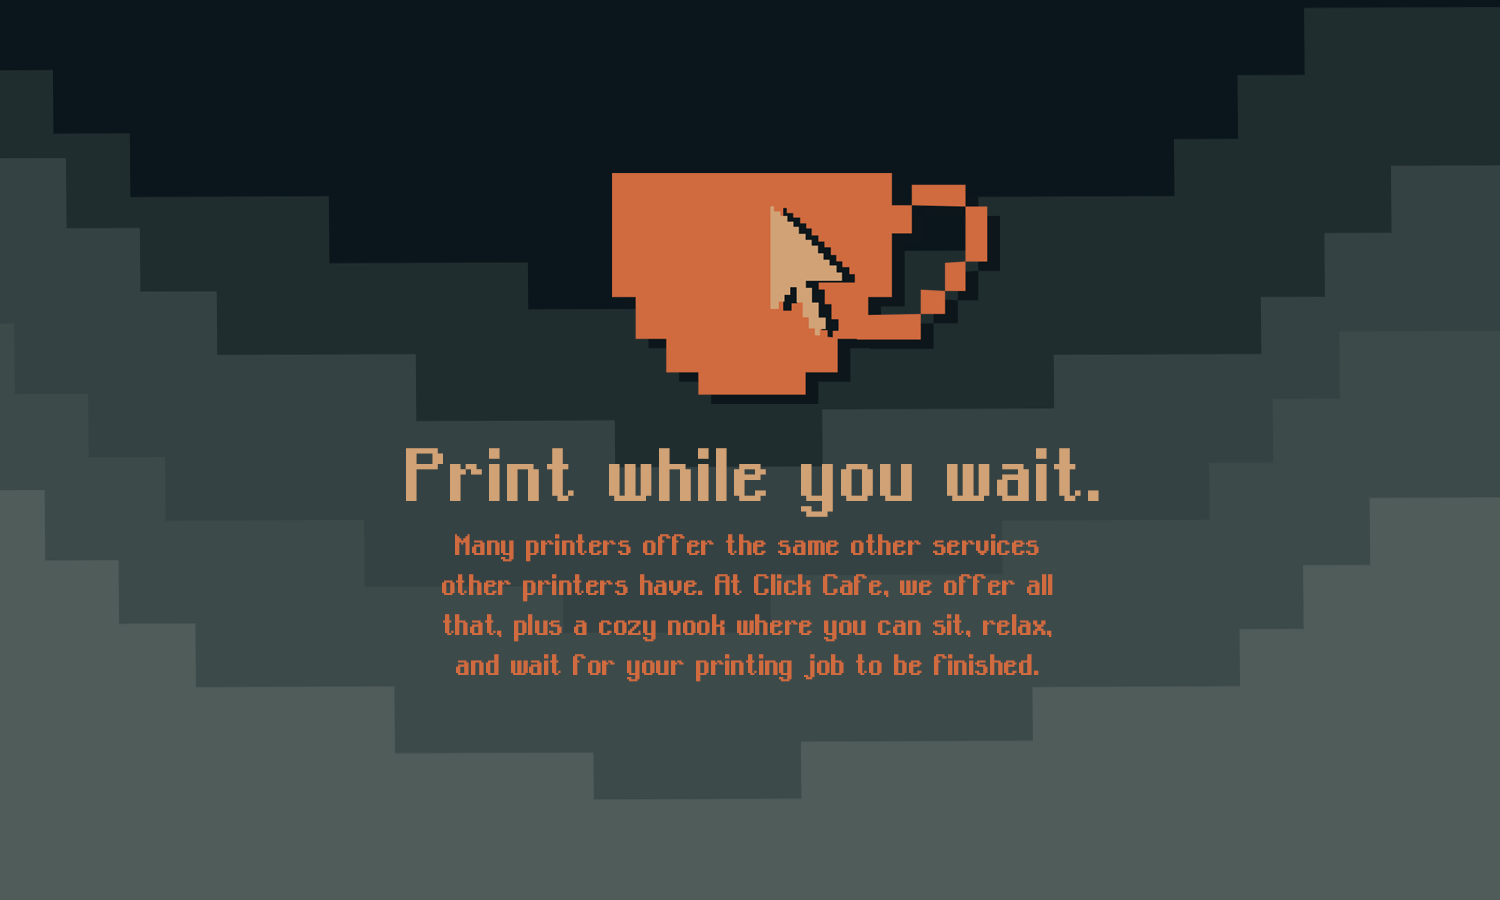 Print while you wait.
Many printers offer the same other services
other printers have. At Click Cafe, we offer all
that, plus a cozy nook where you can sit, relax,
and wait for your printing job to be finished.